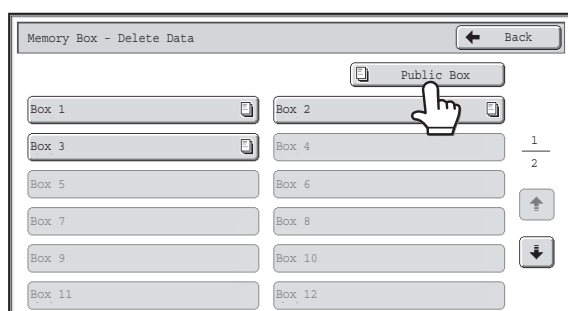 Memory Box - Delete Data Back
Public Box
Box 1 Box 2
Box 3 Box 4
1
2
Box 5 Box 6
Box 7 Box 8
Box 9 Box 10
Box 11 Box 12